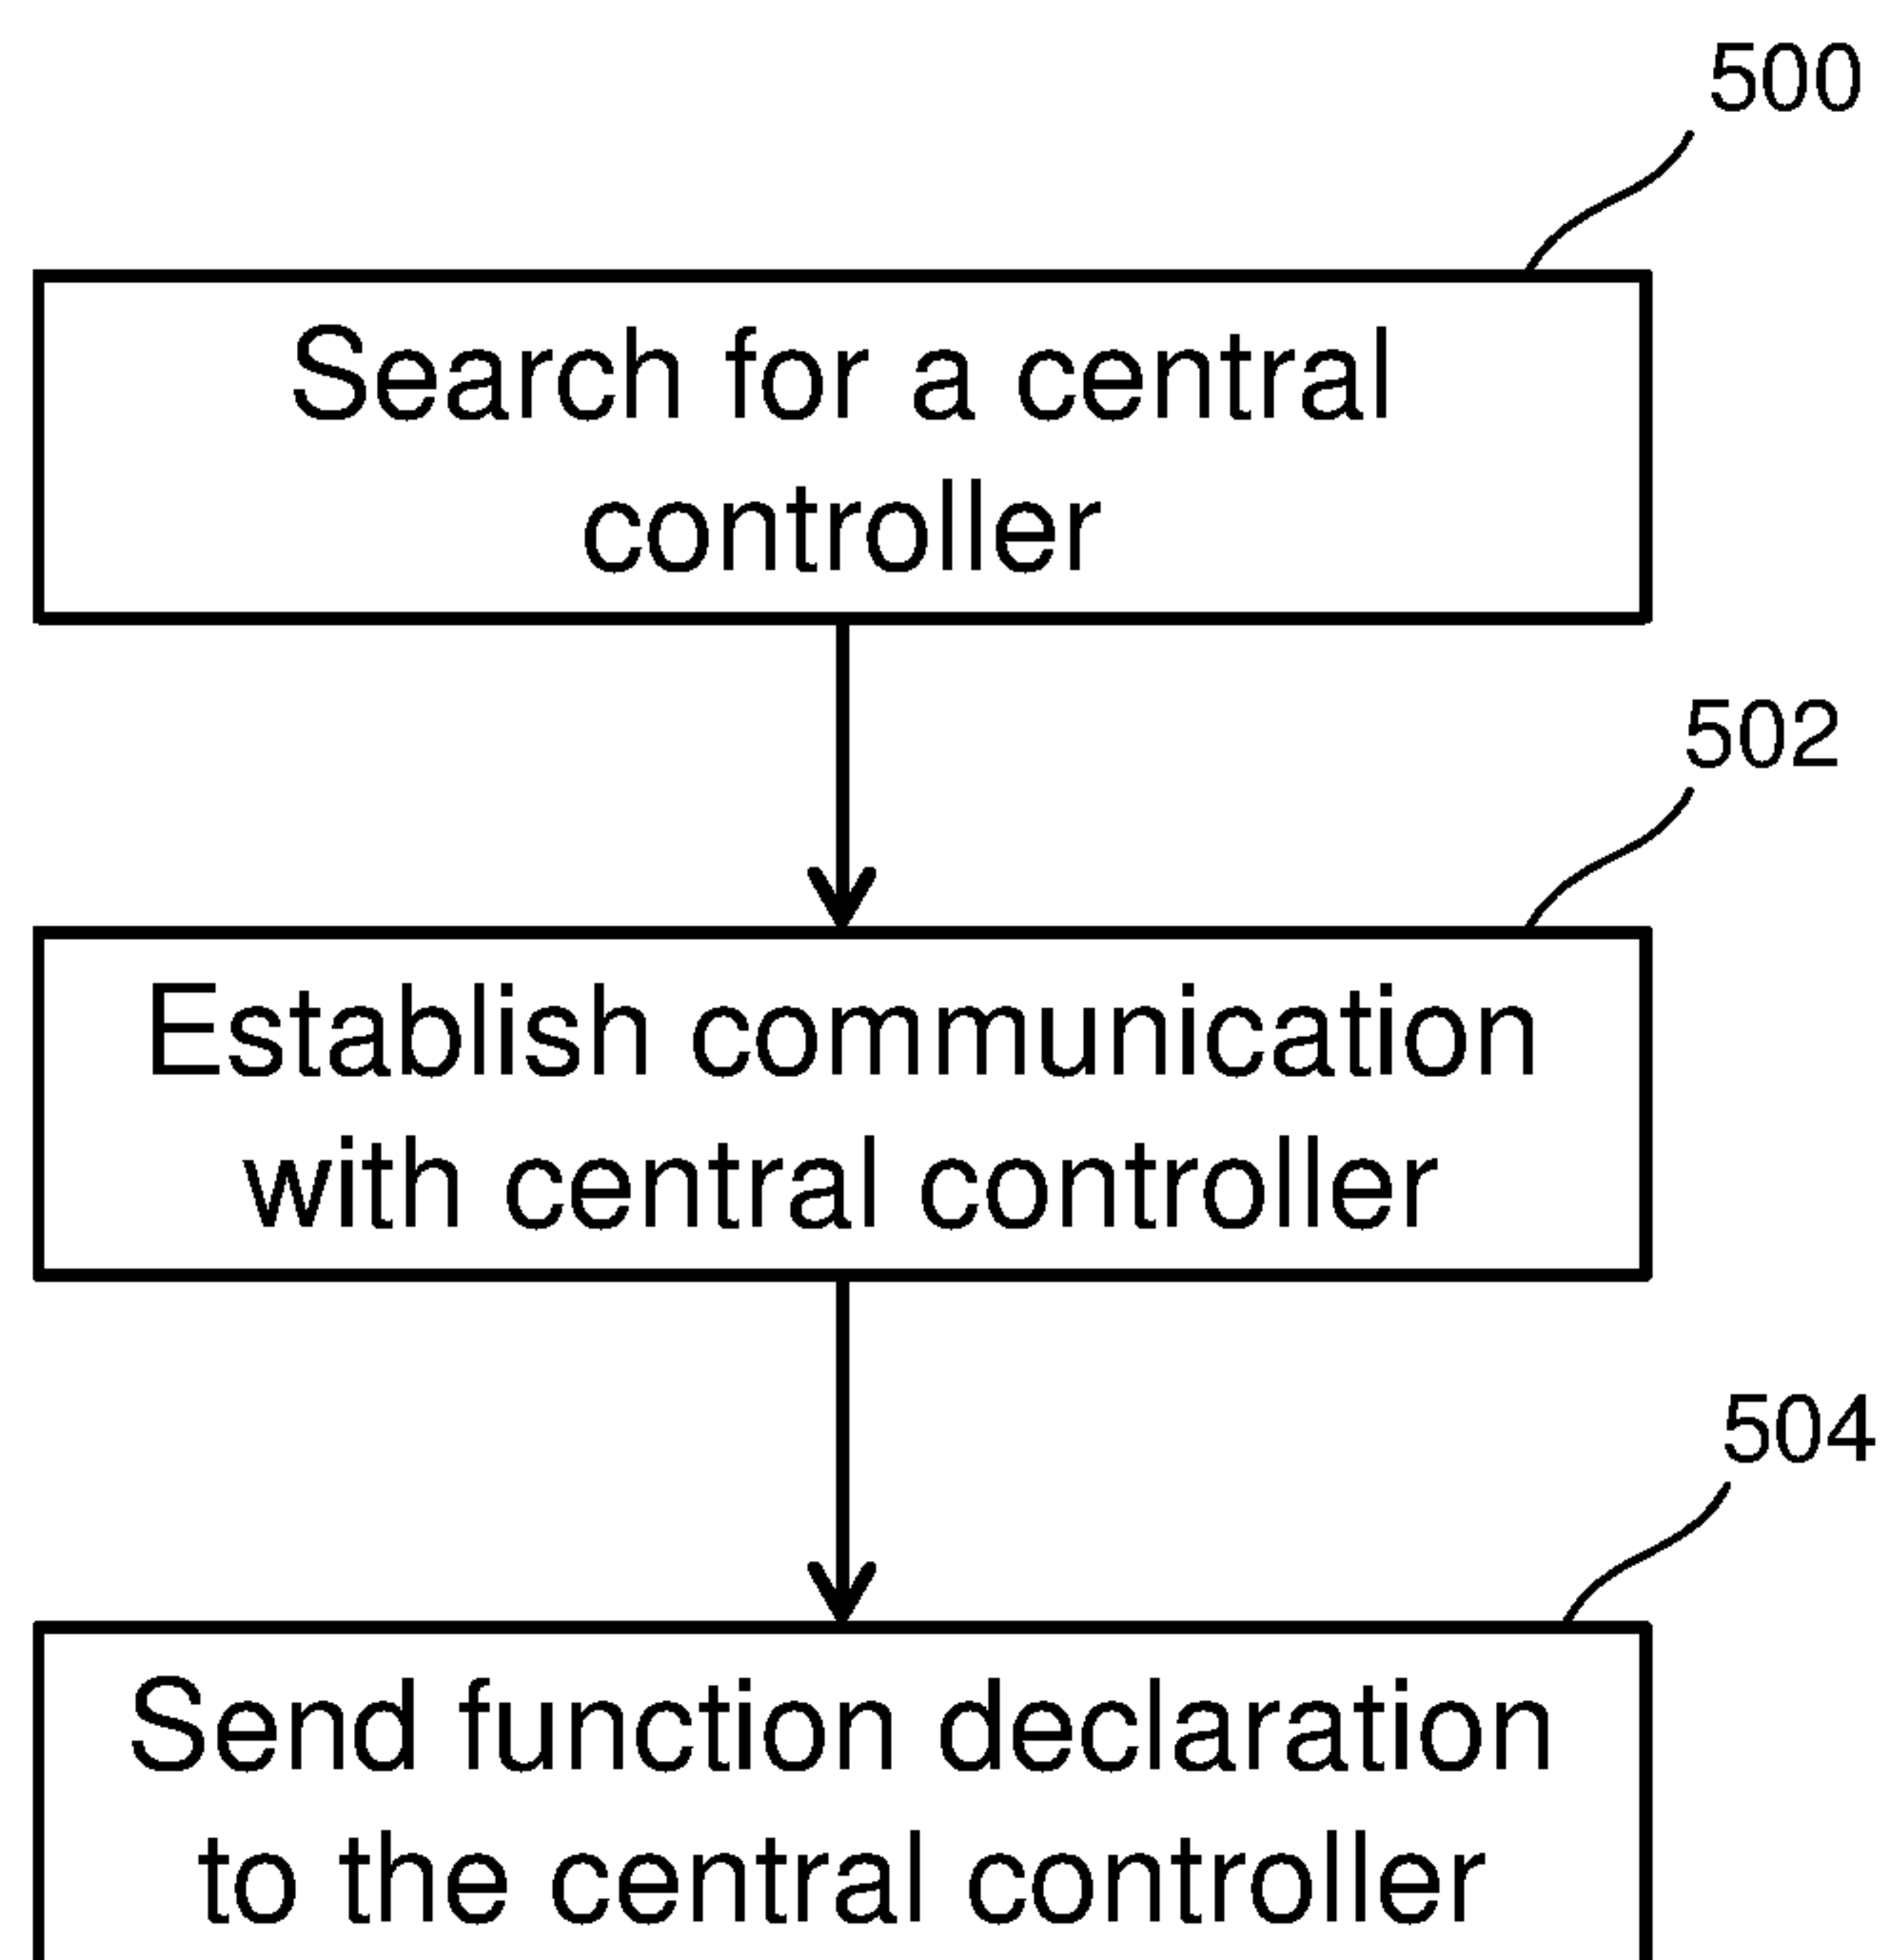 500
Search for a central
controller
502
Establish communication
with central controller
504
Send function declaration
to the central controller